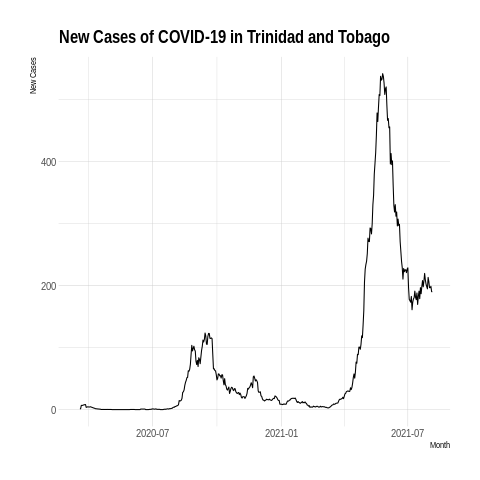 New Cases of COVID-19 in Trinidad and Tobago
New Cases
400
200
0
2020-07 2021-01 2021-07
Month